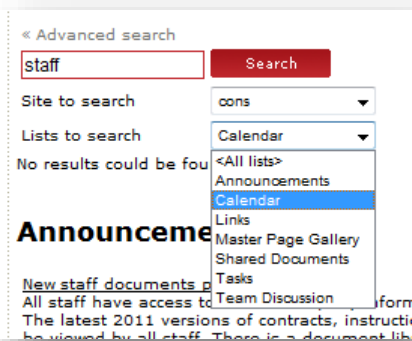 « Advanced search
staff Search
Site to search cons
Lists to search Calendar
No results could be fou
<All lists>
Announcements
Calendar
Links
Master Page Gallery
Shared Documents
Tasks
Team Discussion
Announceme
New staff documents p
All staff have access to
The latest 2011 versions of contracts, instructi
be viewed by all staff. There is a document lib